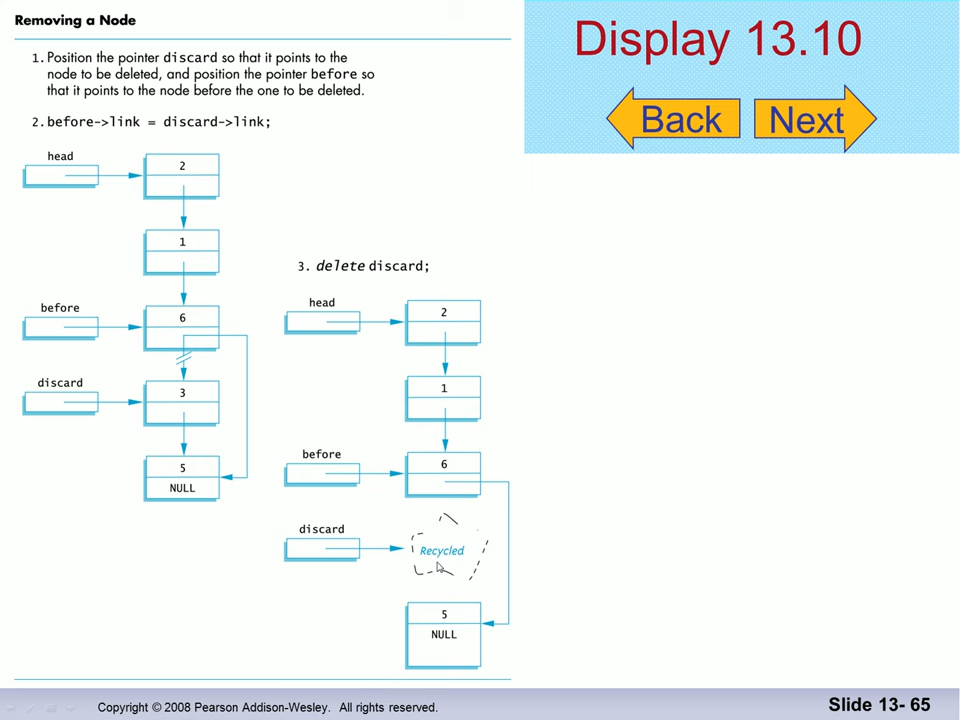 Removing a Node
1. Position the pointer discard so that it points to the
node to be deleted, and position the pointer before so
that it points to the node before the one to be deleted.
2. before->link = discard->link;
head
2
1
before
6
discard
3
5
NULL
3. delete discard;
head
2
1
before
6
discard
Recycled
5
NULL
Display 13.10
Back
Next
Copyright © 2008 Pearson Addison-Wesley. All rights reserved.
Slide 13- 65